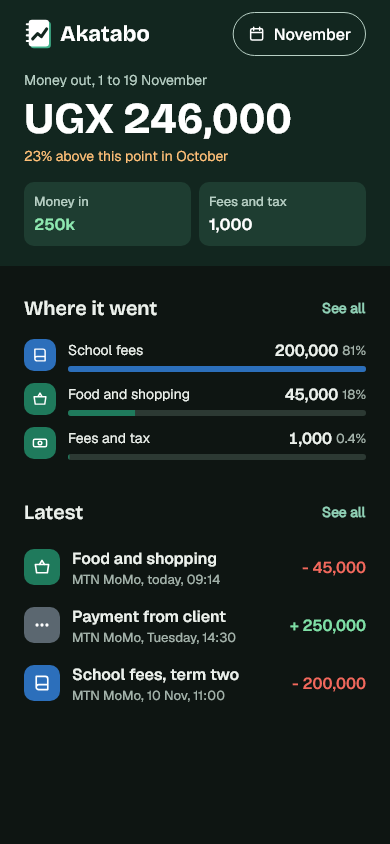 Akatabo
November
Money out, 1 to 19 November
UGX 246,000
23% above this point in October
Money in
250k
Fees and tax
1,000
Where it went
See all
School fees
200,000 81%
Food and shopping
45,000 18%
Fees and tax
1,000 0.4%
Latest
See all
Food and shopping
MTN MoMo, today, 09:14
- 45,000
Payment from client
MTN MoMo, Tuesday, 14:30
+ 250,000
School fees, term two
MTN MoMo, 10 Nov, 11:00
- 200,000